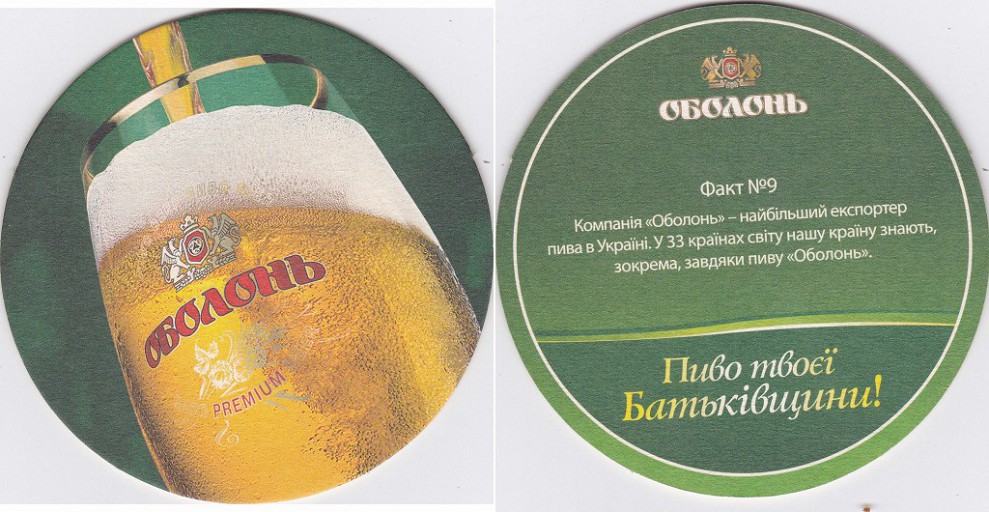 ОБОЛОНЬ
PREMIUM
ОБОЛОНЬ
Факт №9
Компанія «Оболонь» – найбільший експортер
пива в Україні. У 33 країнах світу нашу країну знають,
зокрема, завдяки пиву «Оболонь».
Пиво твоєї
Батьківщини!